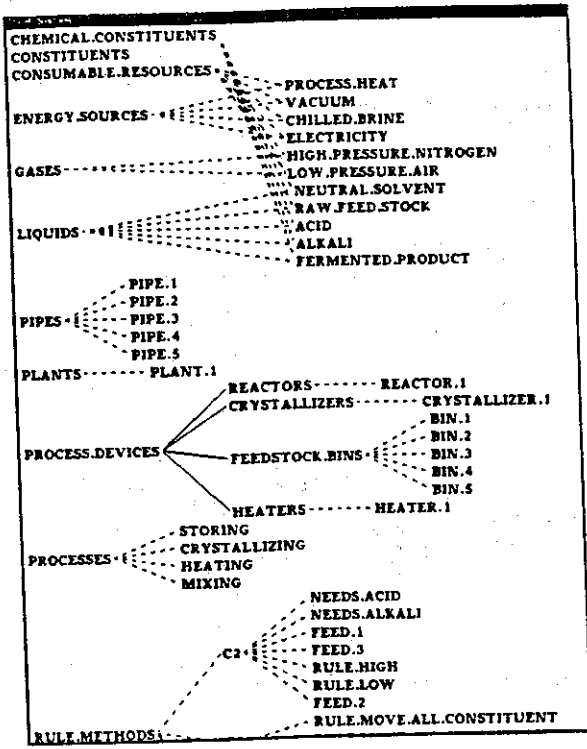 CHEMICAL.CONSTITUENTS
CONSTITUENTS
CONSUMABLE.RESOURCES
PROCESS.HEAT
VACUUM
ENERGY.SOURCES
CHILLED.BRINE
ELECTRICITY
HIGH.PRESSURE.NITROGEN
GASES
LOW.PRESSURE.AIR
NEUTRAL.SOLVENT
RAW.FEED.STOCK
LIQUIDS
ACID
ALKALI
FERMENTED.PRODUCT
PIPE.1
PIPE.2
PIPES
PIPE.3
PIPE.4
PIPE.5
PLANTS
PLANT.1
REACTORS
REACTOR.1
CRYSTALLIZERS
CRYSTALLIZER.1
BIN.1
BIN.2
PROCESS.DEVICES
FEEDSTOCK.BINS
BIN.3
BIN.4
BIN.5
HEATERS
HEATER.1
STORING
CRYSTALLIZING
PROCESSES
HEATING
MIXING
NEEDS.ACID
NEEDS.ALKALI
FEED.1
C2
FEED.3
RULE.HIGH
RULE.LOW
FEED.2
RULE.MOVE.ALL.CONSTITUENT
RULE.METHODS